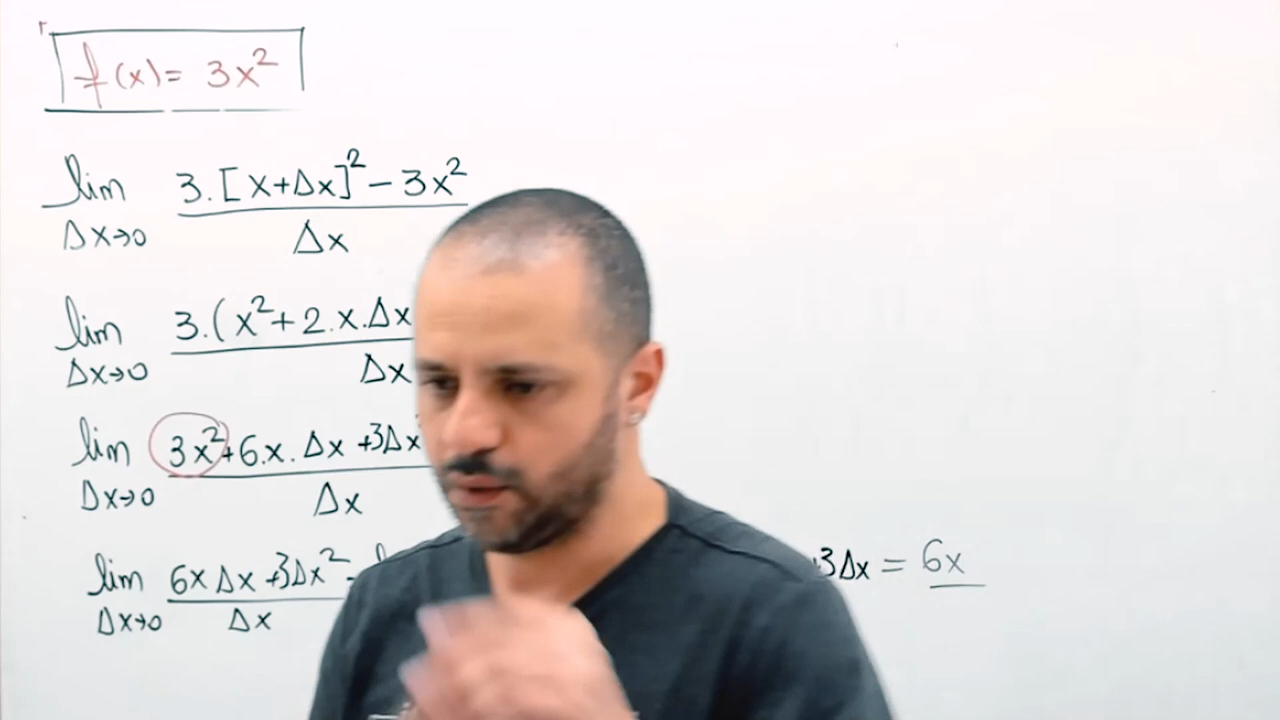 f(x) = 3x²
lim 3.[x+Δx]² - 3x²
Δx→0 Δx
lim 3.(x²+2.x.Δx
Δx→0 Δx
lim 3x²+6.x.Δx+3Δx
Δx→0 Δx
lim 6xΔx+3Δx² 3Δx = 6x
Δx→0 Δx